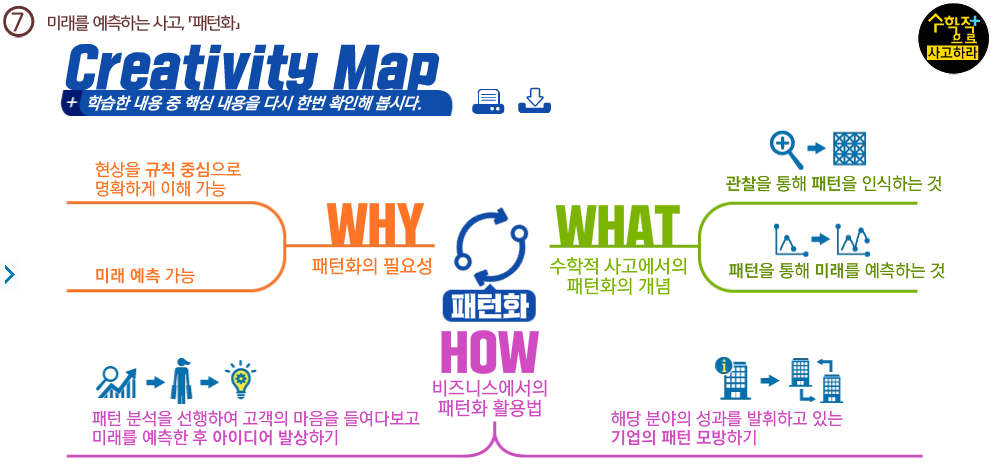 7 미래를 예측하는 사고, 「패턴화」
수학적+
으로
사고하라
Creativity Map
+ 학습한 내용 중 핵심 내용을 다시 한번 확인해 봅시다.
현상을 규칙 중심으로
명확하게 이해 가능
미래 예측 가능
WHY
패턴화의 필요성
패턴화
WHAT
수학적 사고에서의
패턴화의 개념
관찰을 통해 패턴을 인식하는 것
패턴을 통해 미래를 예측하는 것
HOW
비즈니스에서의
패턴화 활용법
패턴 분석을 선행하여 고객의 마음을 들여다보고
미래를 예측한 후 아이디어 발상하기
i
해당 분야의 성과를 발휘하고 있는
기업의 패턴 모방하기